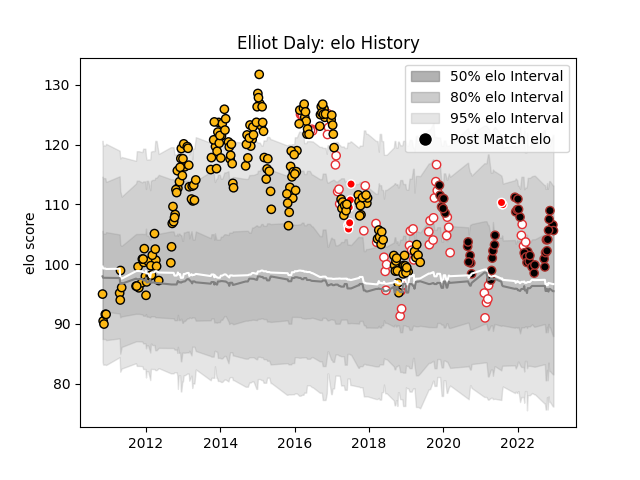 Elliot Daly: elo History
50% elo Interval
80% elo Interval
95% elo Interval
Post Match elo
elo score
130
120
110
100
90
80
2012
2014
2016
2018
2020
2022